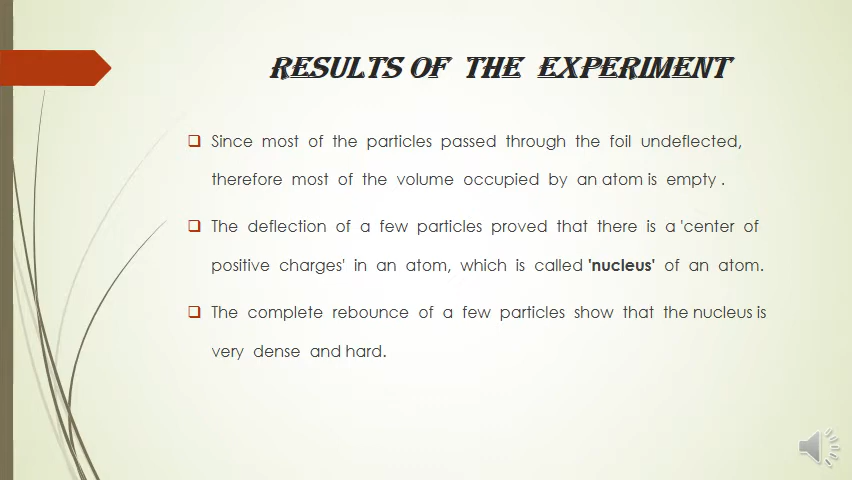 RESULTS OF THE EXPERIMENT
❑ Since most of the particles passed through the foil undeflected,
therefore most of the volume occupied by an atom is empty .
❑ The deflection of a few particles proved that there is a 'center of
positive charges' in an atom, which is called 'nucleus' of an atom.
❑ The complete rebounce of a few particles show that the nucleus is
very dense and hard.